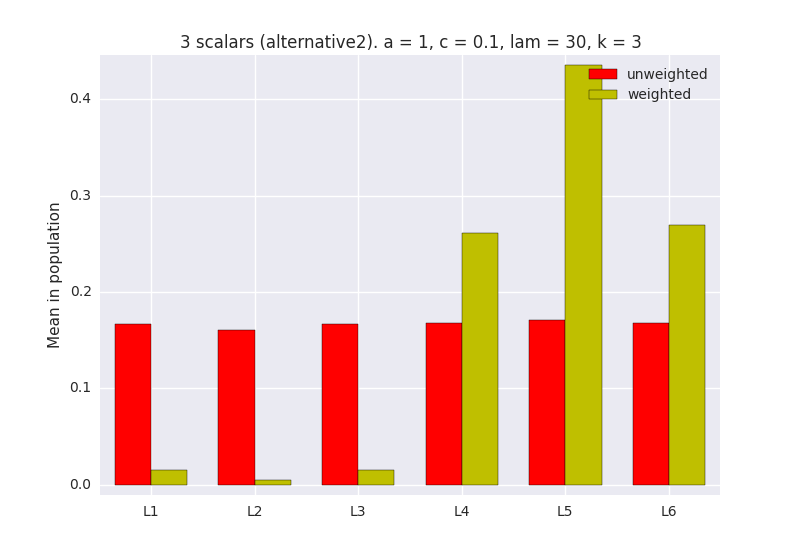 3 scalars (alternative2). a = 1, c = 0.1, lam = 30, k = 3
unweighted
weighted
Mean in population
0.4
0.3
0.2
0.1
0.0
L1 L2 L3 L4 L5 L6